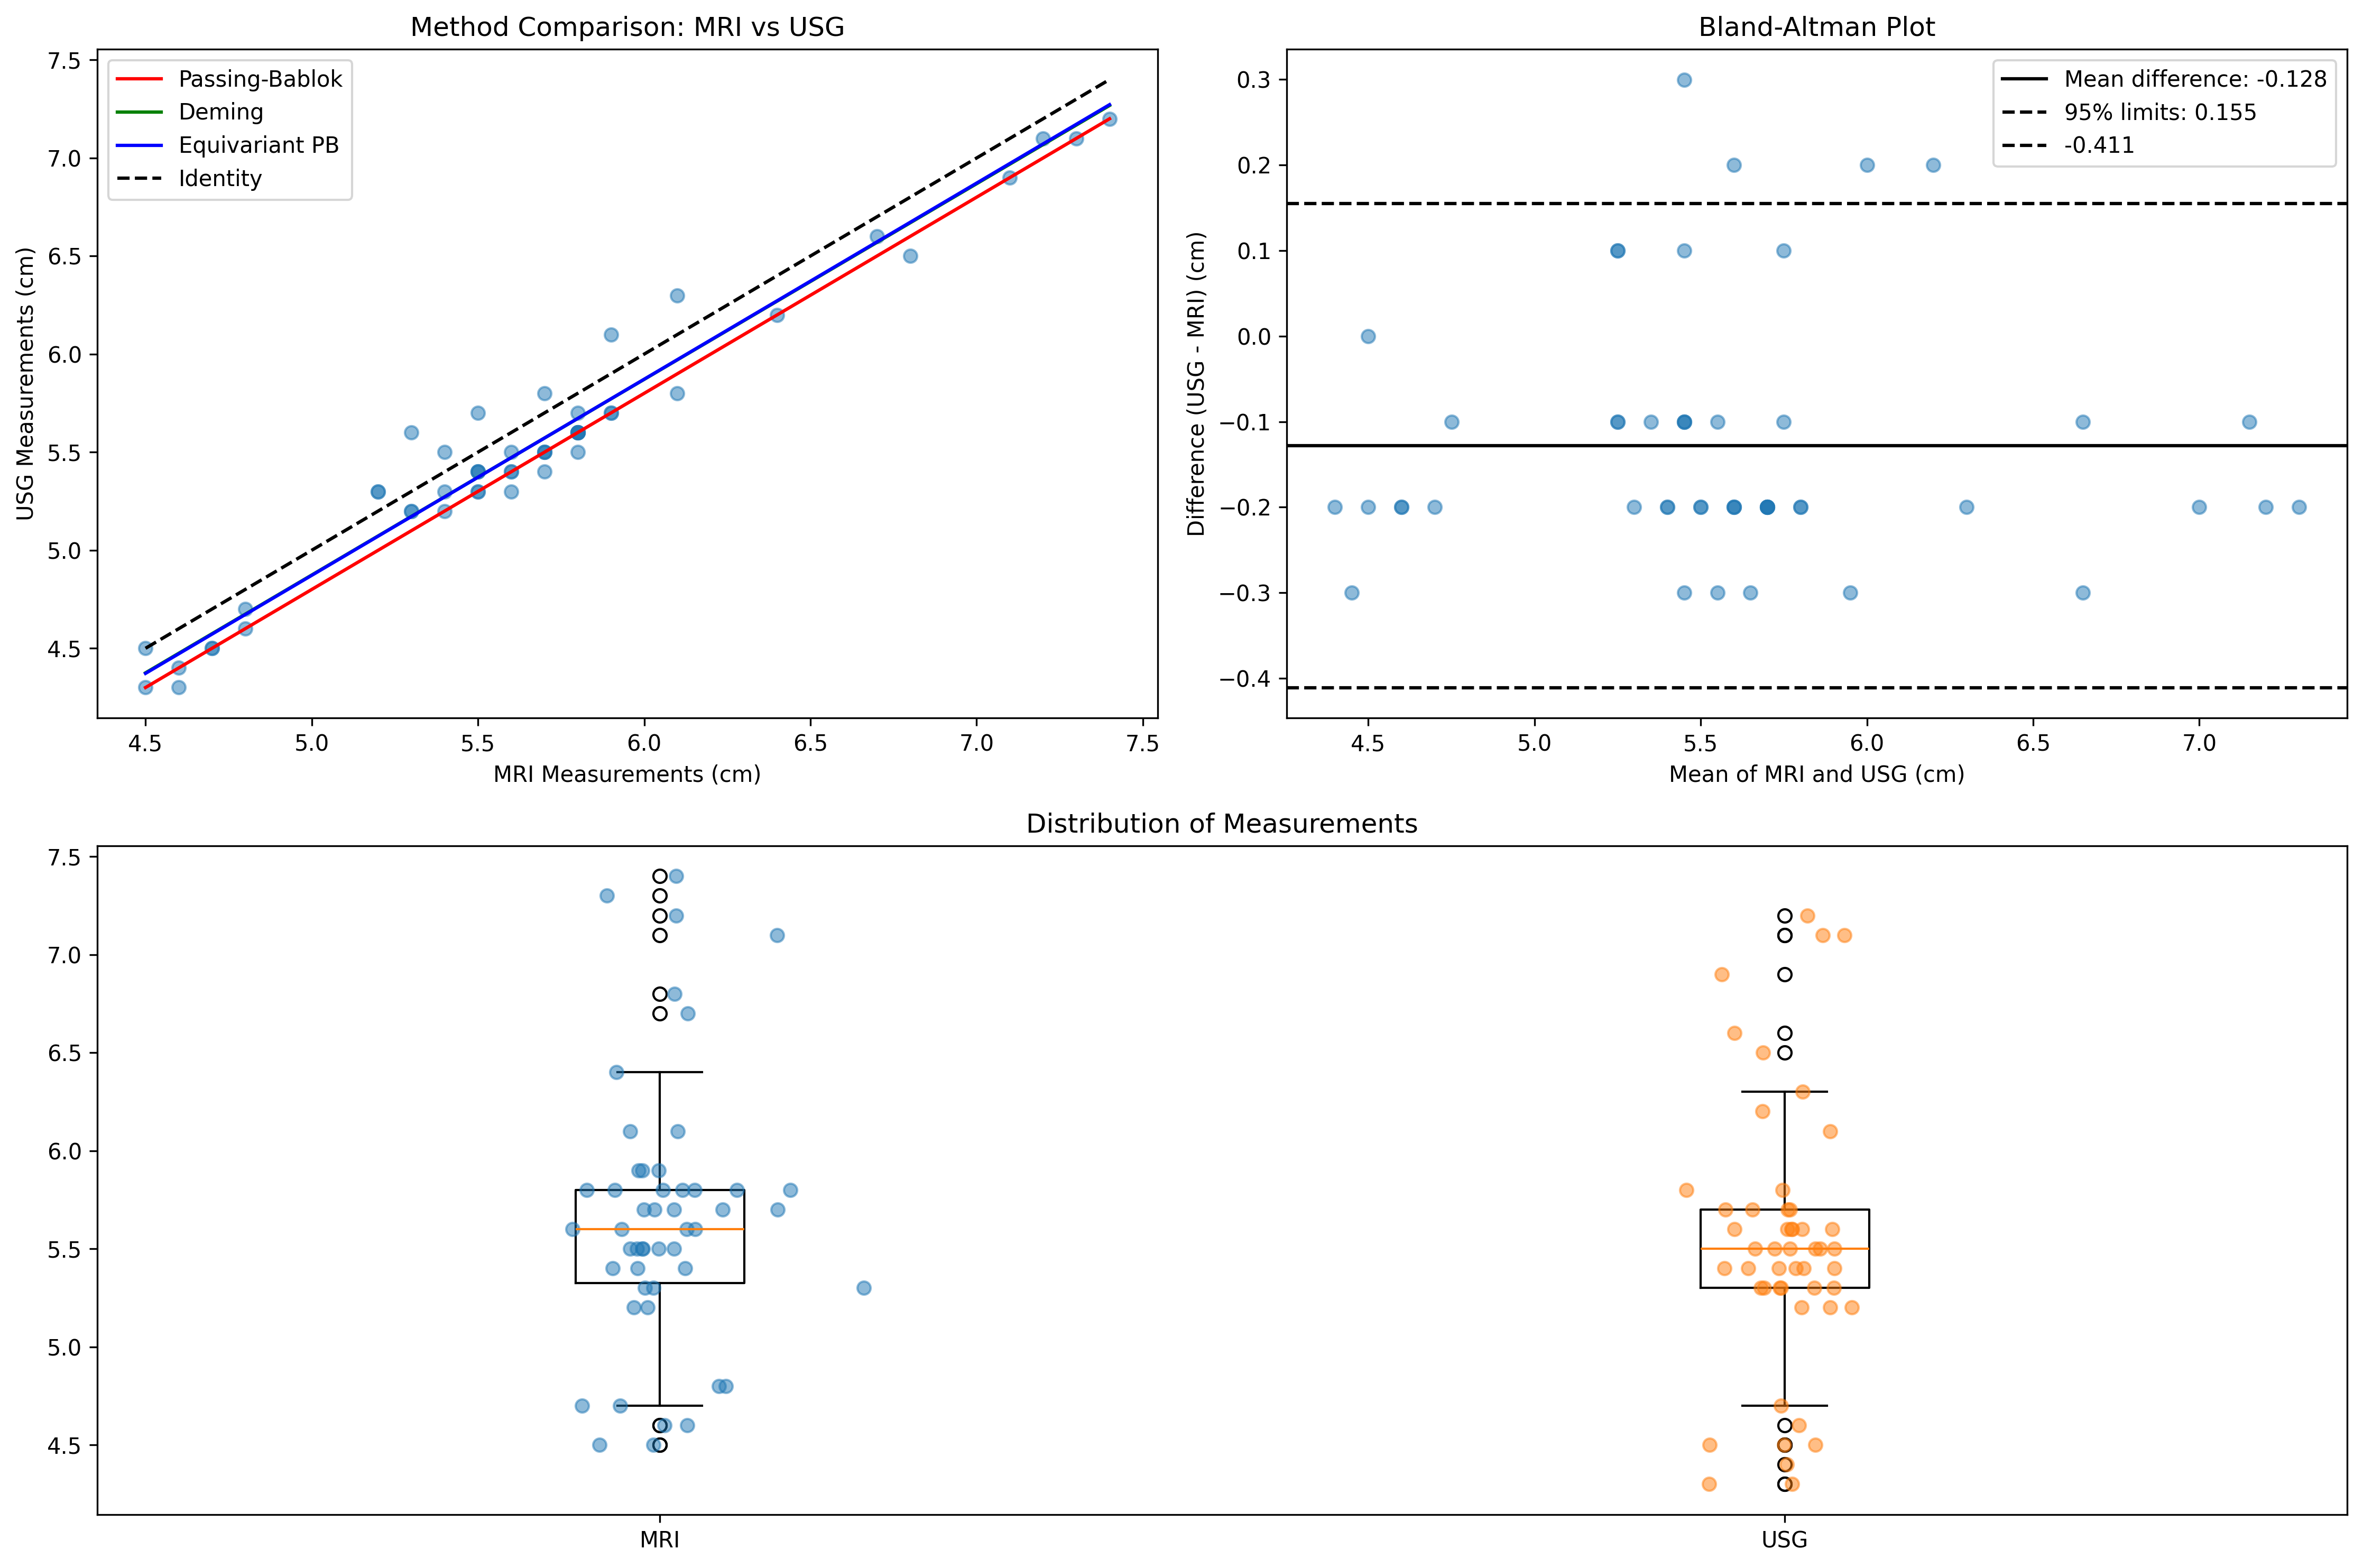 Method Comparison: MRI vs USG
Passing-Bablok
Deming
Equivariant PB
Identity
USG Measurements (cm)
7.5
7.0
6.5
6.0
5.5
5.0
4.5
4.5 5.0 5.5 6.0 6.5 7.0 7.5
MRI Measurements (cm)
Bland-Altman Plot
Mean difference: -0.128
95% limits: 0.155
-0.411
Difference (USG - MRI) (cm)
0.3
0.2
0.1
0.0
−0.1
−0.2
−0.3
−0.4
4.5 5.0 5.5 6.0 6.5 7.0
Mean of MRI and USG (cm)
Distribution of Measurements
7.5
7.0
6.5
6.0
5.5
5.0
4.5
MRI USG